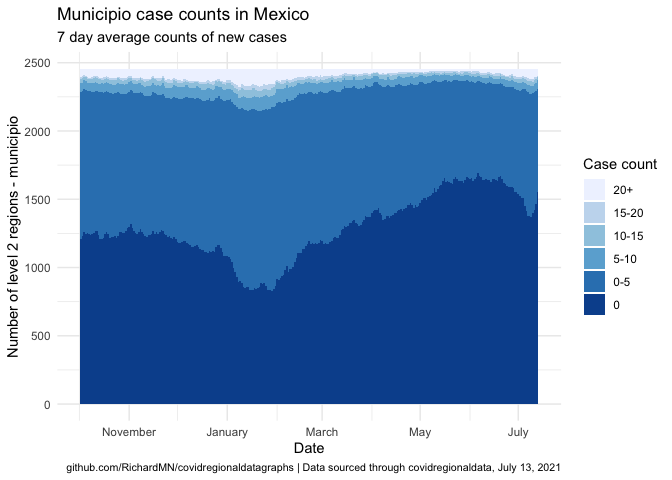 Municipio case counts in Mexico
7 day average counts of new cases
Number of level 2 regions - municipio
2500
2000
1500
1000
500
0
November
January
March
May
July
Date
Case count
20+
15-20
10-15
5-10
0-5
0
github.com/RichardMN/covidregionaldatagraphs | Data sourced through covidregionaldata, July 13, 2021